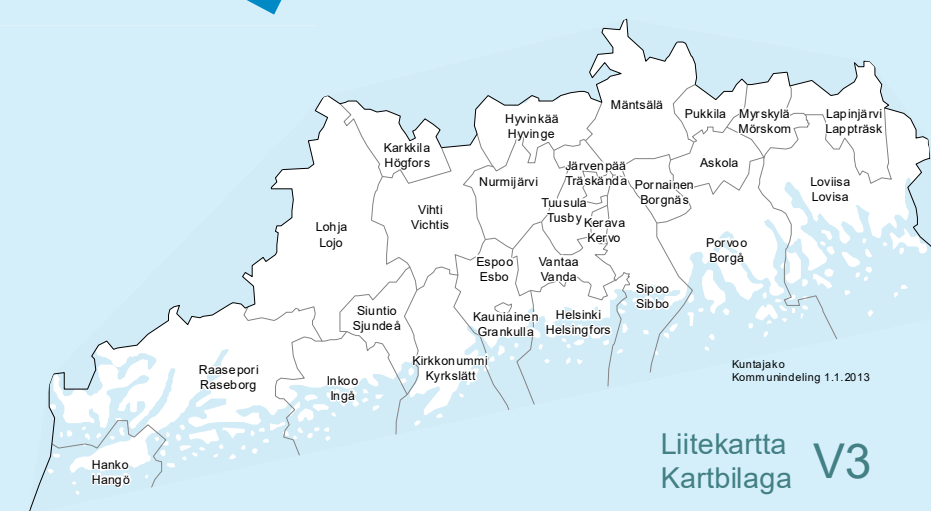 Mäntsälä
Hyvinkää
Hyvinge
Pukkila
Myrskylä
Mörskom
Lapinjärvi
Lappträsk
Karkkila
Högfors
Askola
Järvenpää
Träskända
Nurmijärvi
Pornainen
Borgnäs
Loviisa
Lovisa
Vihti
Vichtis
Tuusula
Tusby
Kerava
Kervo
Lohja
Lojo
Porvoo
Borgå
Espoo
Esbo
Vantaa
Vanda
Sipoo
Sibbo
Siuntio
Sjundeå
Kauniainen
Grankulla
Helsinki
Helsingfors
Kirkkonummi
Kyrkslätt
Raasepori
Raseborg
Inkoo
Ingå
Hanko
Hangö
Kuntajako
Kommunindeling 1.1.2013
Liitekartta
Kartbilaga
V3